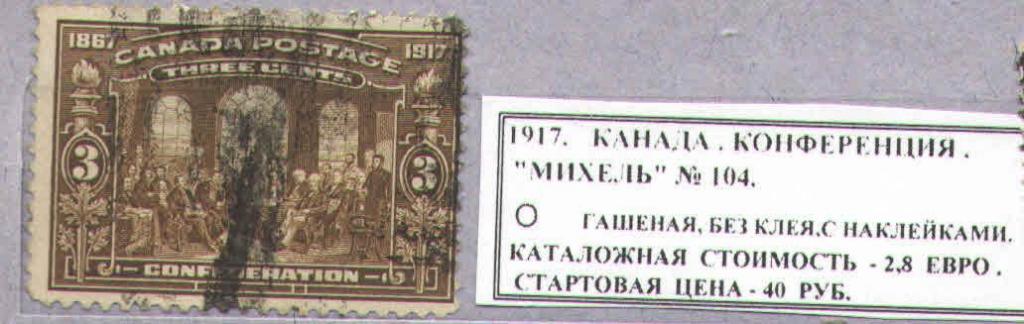 1867 1917
CANADA POSTAGE
THREE CENTS
3 3
CONFEDERATION
1917. КАНАДА. КОНФЕРЕНЦИЯ.
"МИХЕЛЬ" № 104.
ГАШЕНАЯ, БЕЗ КЛЕЯ.С НАКЛЕЙКАМИ.
КАТАЛОЖНАЯ СТОИМОСТЬ - 2,8 ЕВРО.
СТАРТОВАЯ ЦЕНА - 40 РУБ.